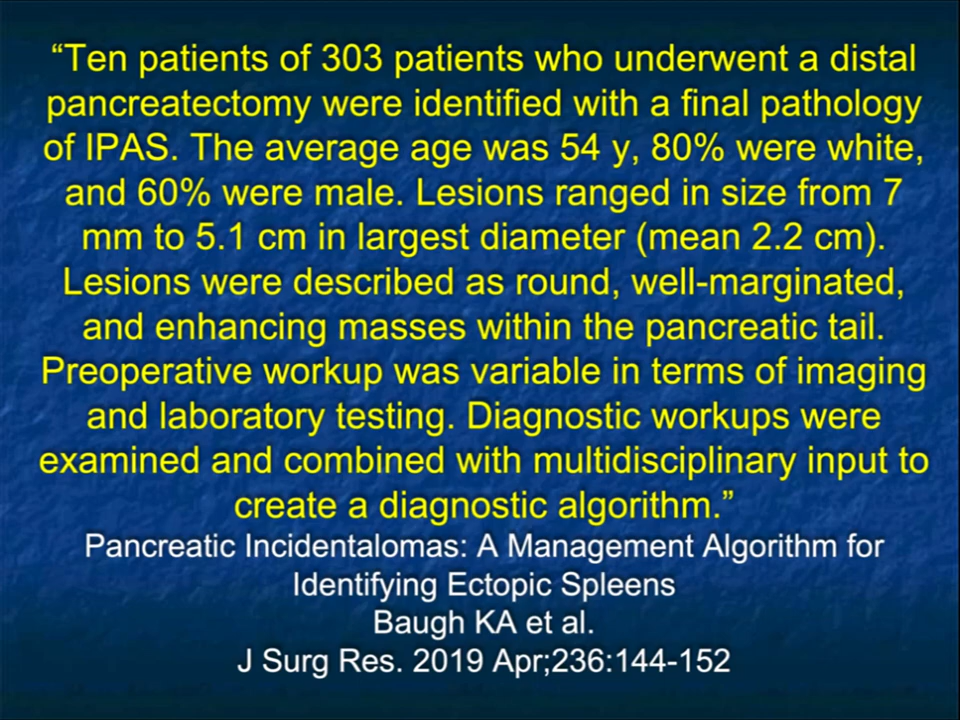 “Ten patients of 303 patients who underwent a distal
pancreatectomy were identified with a final pathology
of IPAS. The average age was 54 y, 80% were white,
and 60% were male. Lesions ranged in size from 7
mm to 5.1 cm in largest diameter (mean 2.2 cm).
Lesions were described as round, well-marginated,
and enhancing masses within the pancreatic tail.
Preoperative workup was variable in terms of imaging
and laboratory testing. Diagnostic workups were
examined and combined with multidisciplinary input to
create a diagnostic algorithm.”
Pancreatic Incidentalomas: A Management Algorithm for
Identifying Ectopic Spleens
Baugh KA et al.
J Surg Res. 2019 Apr;236:144-152